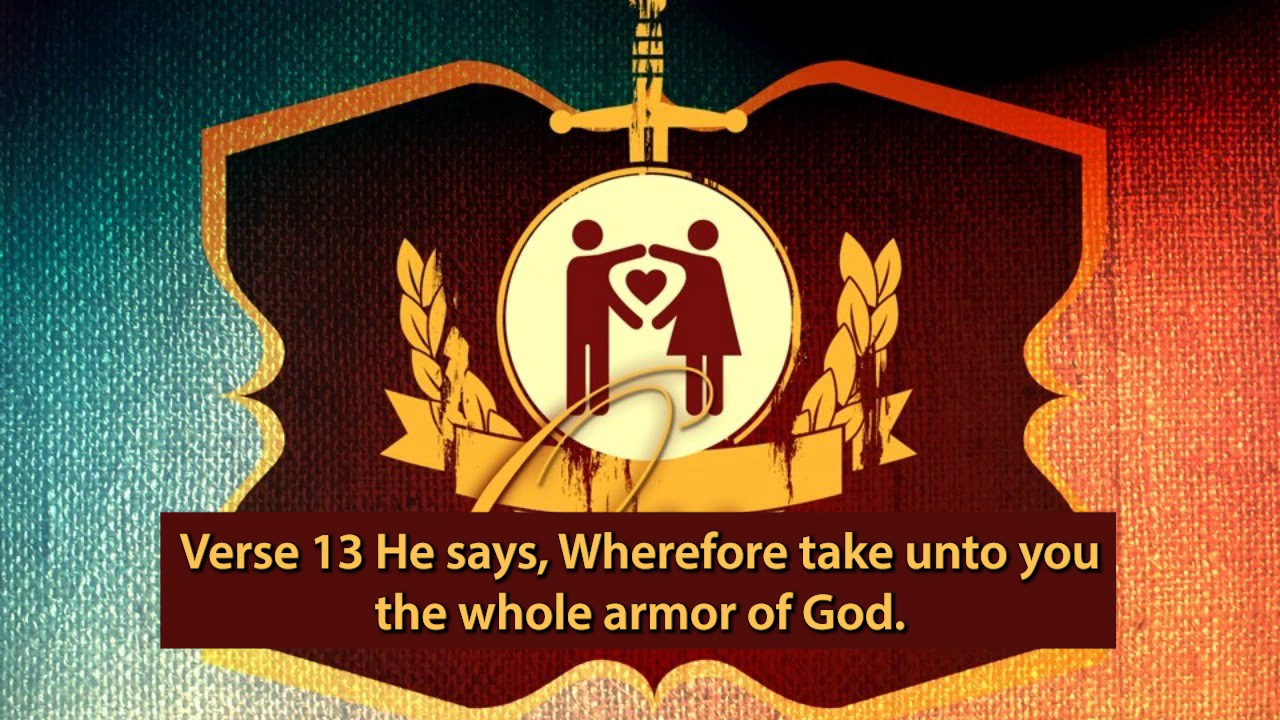 Verse 13 He says, Wherefore take unto you
the whole armor of God.